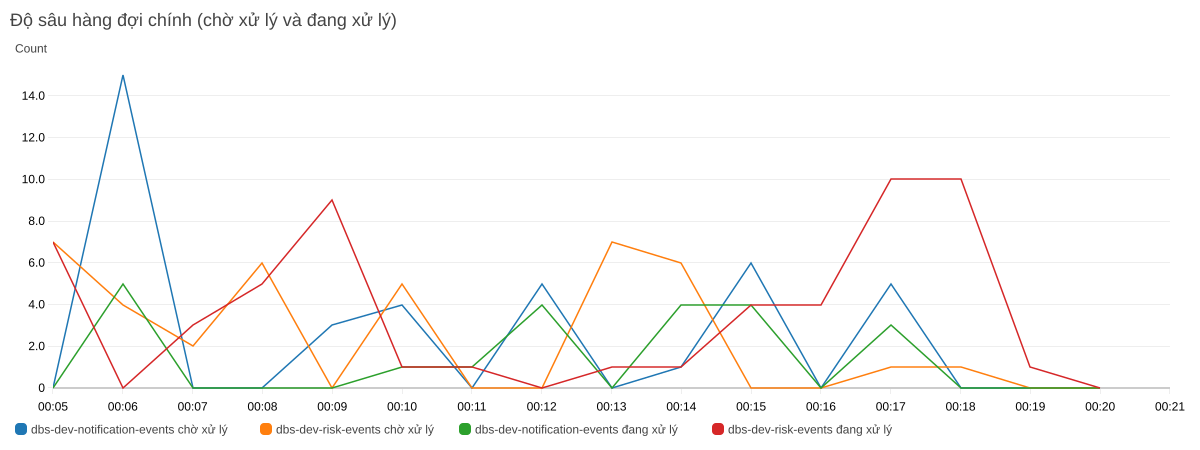 Độ sâu hàng đợi chính (chờ xử lý và đang xử lý)
Count
14.0
12.0
10.0
8.0
6.0
4.0
2.0
0
00:05 00:06 00:07 00:08 00:09 00:10 00:11 00:12 00:13 00:14 00:15 00:16 00:17 00:18 00:19 00:20 00:21
dbs-dev-notification-events chờ xử lý dbs-dev-risk-events chờ xử lý dbs-dev-notification-events đang xử lý dbs-dev-risk-events đang xử lý